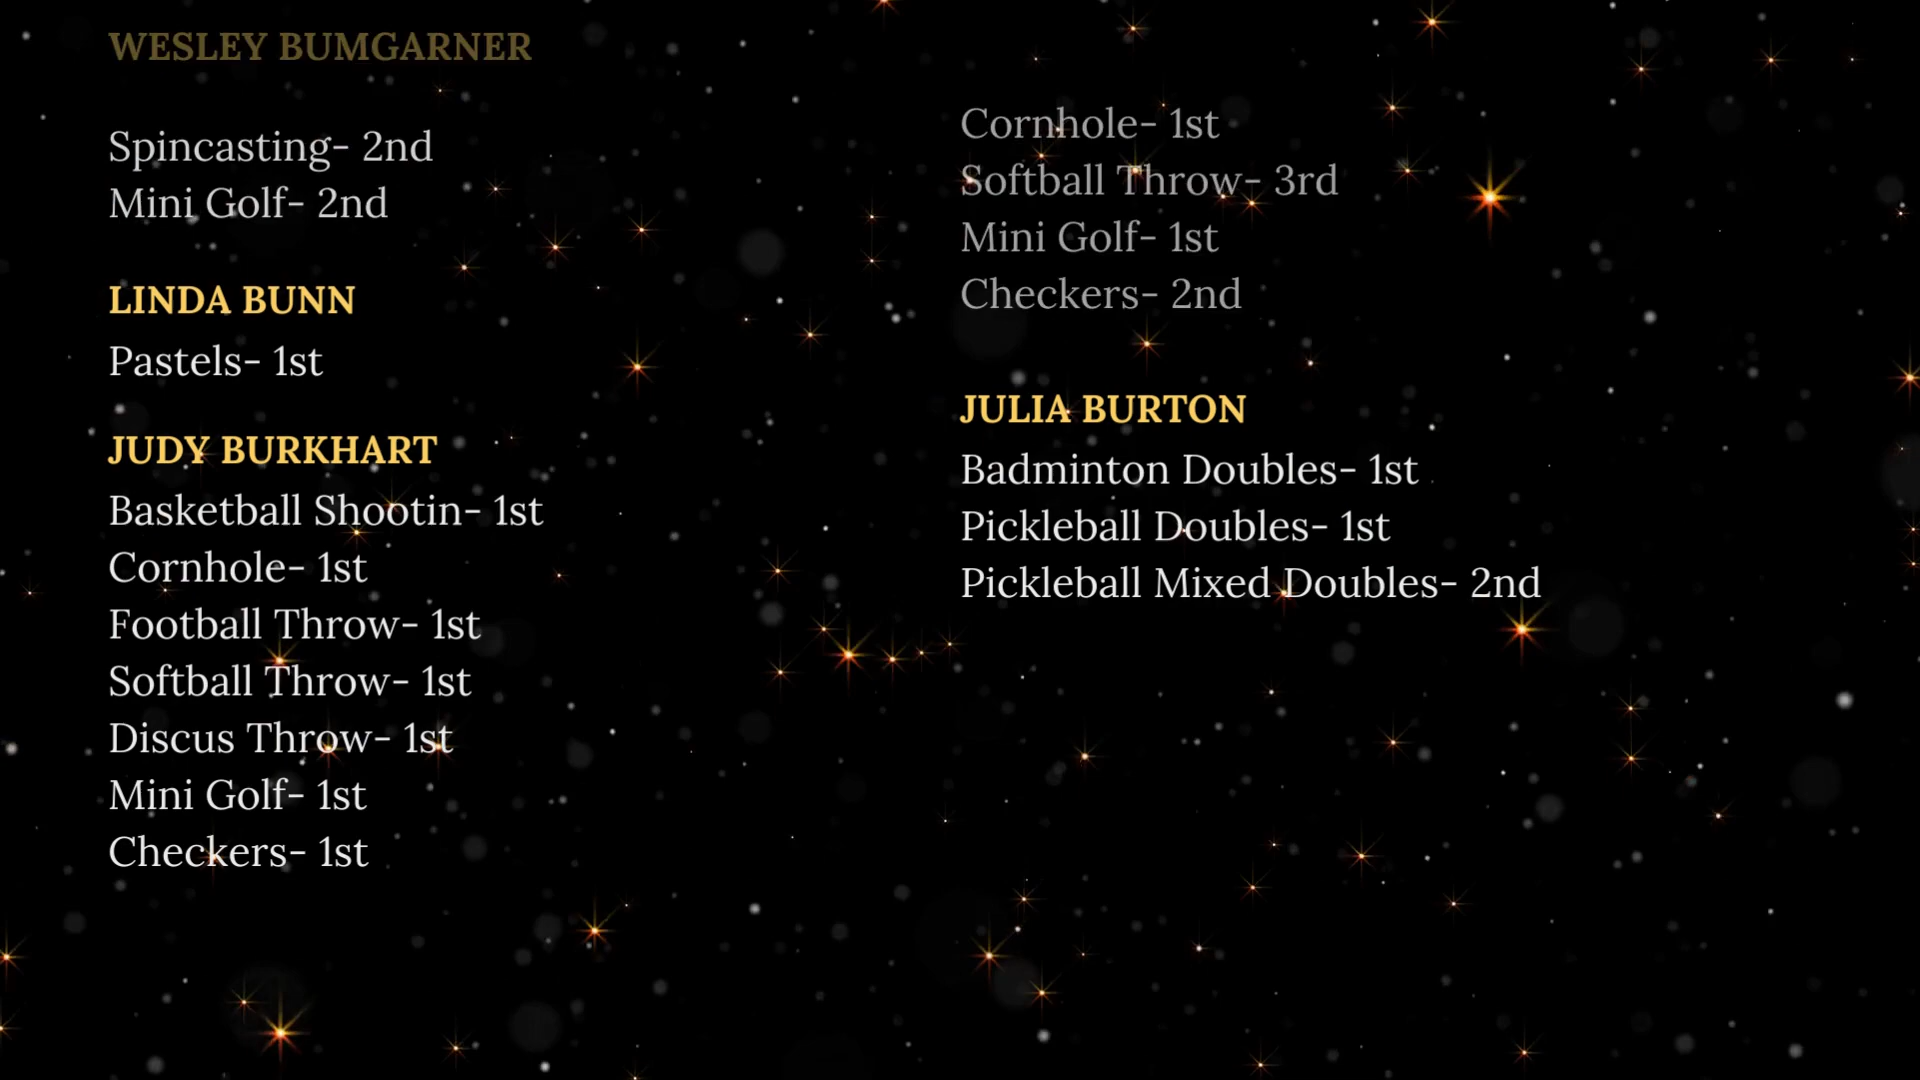 WESLEY BUMGARNER
Spincasting- 2nd
Mini Golf- 2nd
LINDA BUNN
Pastels- 1st
JUDY BURKHART
Basketball Shootin- 1st
Cornhole- 1st
Football Throw- 1st
Softball Throw- 1st
Discus Throw- 1st
Mini Golf- 1st
Checkers- 1st
Cornhole- 1st
Softball Throw- 3rd
Mini Golf- 1st
Checkers- 2nd
JULIA BURTON
Badminton Doubles- 1st
Pickleball Doubles- 1st
Pickleball Mixed Doubles- 2nd